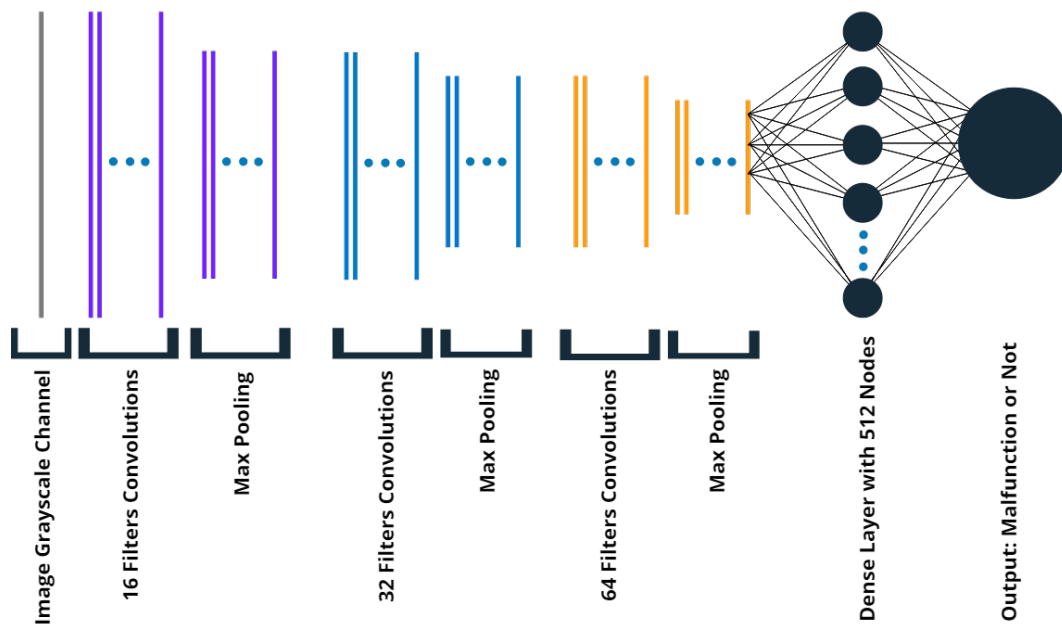 Image Grayscale Channel
16 Filters Convolutions
Max Pooling
32 Filters Convolutions
Max Pooling
64 Filters Convolutions
Max Pooling
Dense Layer with 512 Nodes
Output: Malfunction or Not